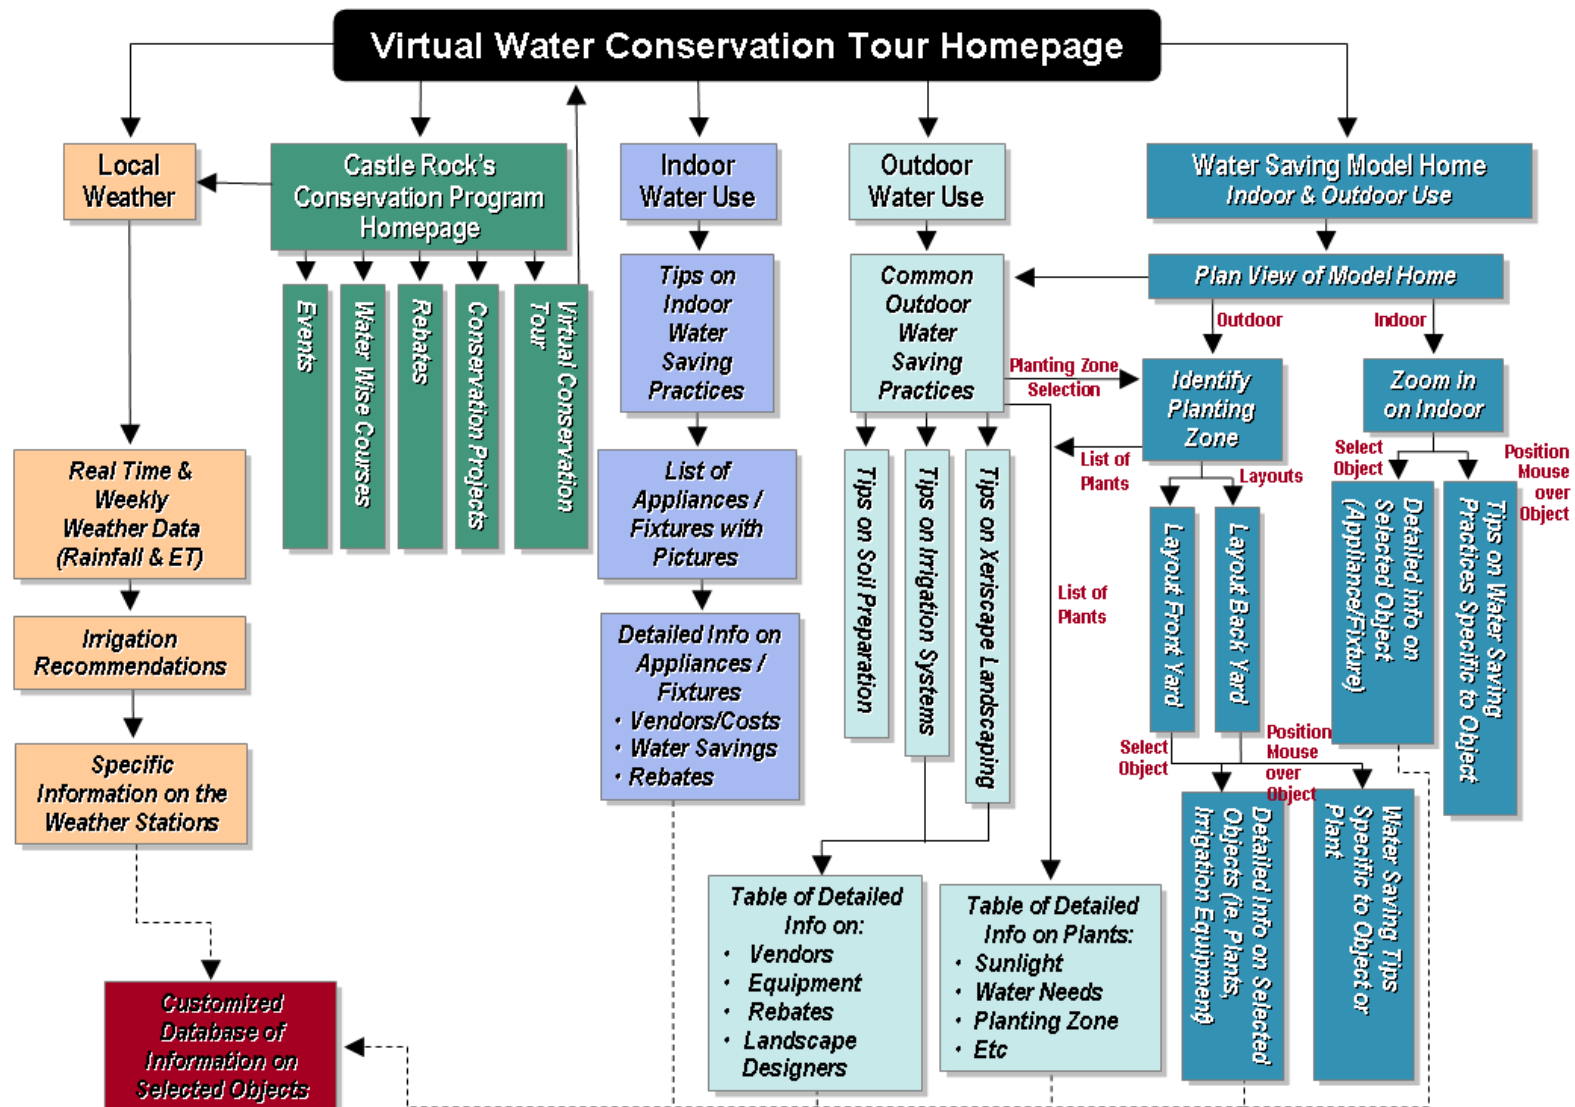 Virtual Water Conservation Tour Homepage
Local
Weather
Castle Rock's
Conservation Program
Homepage
Indoor
Water Use
Outdoor
Water Use
Water Saving Model Home
Indoor & Outdoor Use
Events
Water Wise Courses
Rebates
Conservation Projects
Virtual Conservation
Tour
Tips on
Indoor
Water
Saving
Practices
Common
Outdoor
Water
Saving
Practices
Plan View of Model Home
Outdoor
Indoor
Planting Zone
Selection
Identify
Planting
Zone
Zoom in
on Indoor
List of
Plants
Layouts
Select
Object
Position
Mouse
over
Object
Real Time &
Weekly
Weather Data
(Rainfall & ET)
List of
Appliances /
Fixtures with
Pictures
Tips on Soil Preparation
Tips on Irrigation Systems
Tips on Xeriscape Landscaping
List of
Plants
Layout Front Yard
Layout Back Yard
Detailed info on
Selected Object
(Appliance/Fixture)
Tips on Water Saving
Practices Specific to Object
Irrigation
Recommendations
Detailed Info on
Appliances /
Fixtures
• Vendors/Costs
• Water Savings
• Rebates
Select
Object
Position
Mouse
over
Object
Specific
Information on the
Weather Stations
Table of Detailed
Info on:
• Vendors
• Equipment
• Rebates
• Landscape
Designers
Table of Detailed
Info on Plants:
• Sunlight
• Water Needs
• Planting Zone
• Etc
Detailed Info on Selected
Objects (ie. Plants,
Irrigation Equipment)
Water Saving Tips
Specific to Object or
Plant
Customized
Database of
Information on
Selected Objects